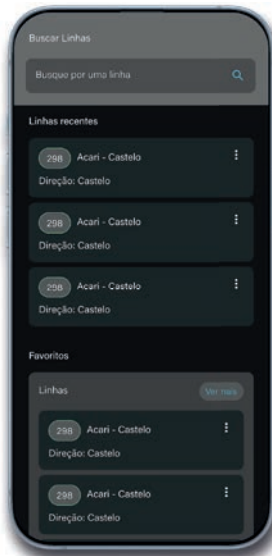 Buscar Linhas
Busque por uma linha
Linhas recentes
298 Acari - Castelo
Direção: Castelo
298 Acari - Castelo
Direção: Castelo
298 Acari - Castelo
Direção: Castelo
Favoritos
Linhas Ver mais
298 Acari - Castelo
Direção: Castelo
298 Acari - Castelo
Direção: Castelo